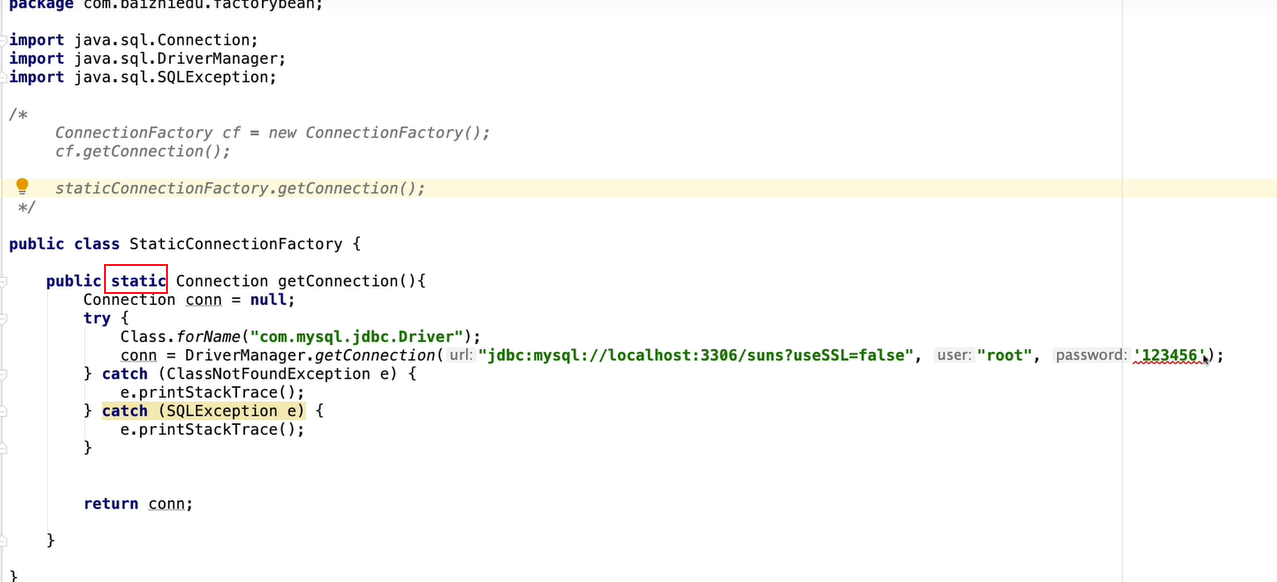 package com.baizhiedu.factorybean;
import java.sql.Connection;
import java.sql.DriverManager;
import java.sql.SQLException;
/*
ConnectionFactory cf = new ConnectionFactory();
cf.getConnection();
staticConnectionFactory.getConnection();
*/
public class StaticConnectionFactory {
public static Connection getConnection(){
Connection conn = null;
try {
Class.forName("com.mysql.jdbc.Driver");
conn = DriverManager.getConnection( url: "jdbc:mysql://localhost:3306/suns?useSSL=false", user: "root", password: '123456');
} catch (ClassNotFoundException e) {
e.printStackTrace();
} catch (SQLException e) {
e.printStackTrace();
}
return conn;
}
}